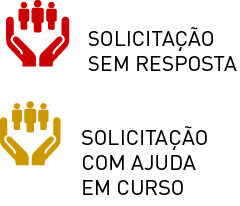 SOLICITAÇÃO
SEM RESPOSTA
SOLICITAÇÃO
COM AJUDA
EM CURSO